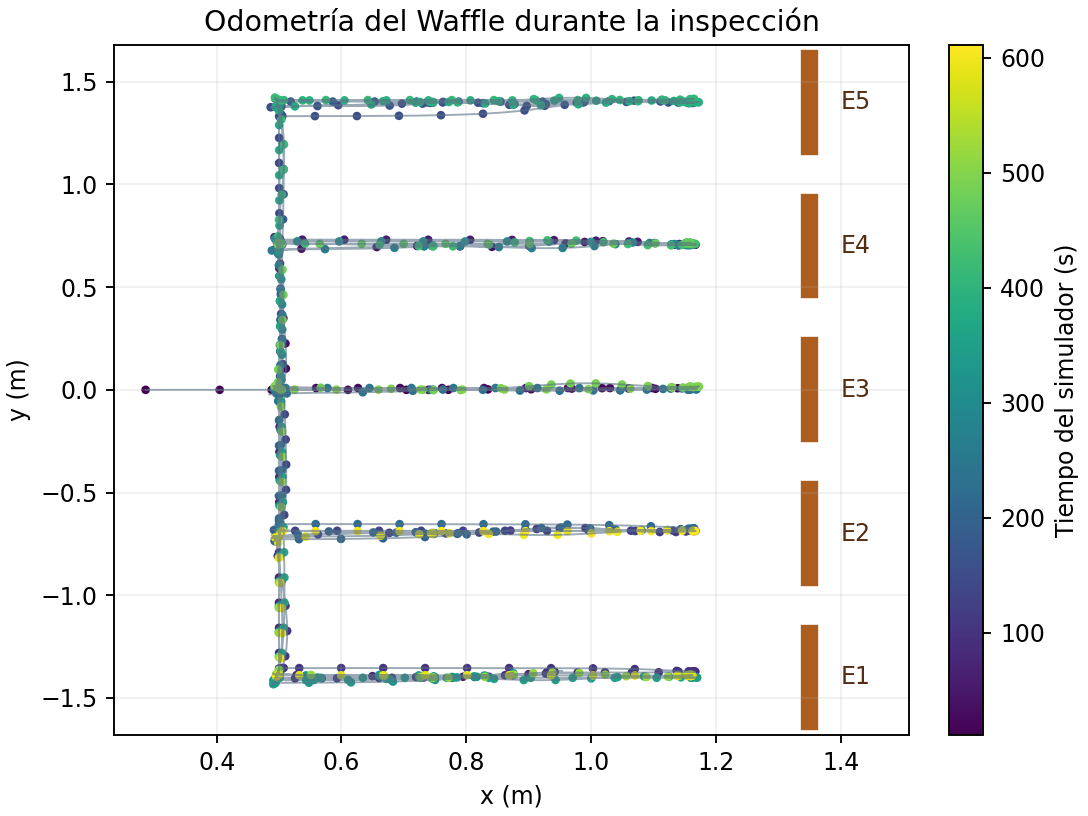 Odometría del Waffle durante la inspección
1.5
1.0
0.5
0.0
−0.5
−1.0
−1.5
y (m)
0.4
0.6
0.8
1.0
1.2
1.4
x (m)
E5
E4
E3
E2
E1
600
500
400
300
200
100
Tiempo del simulador (s)